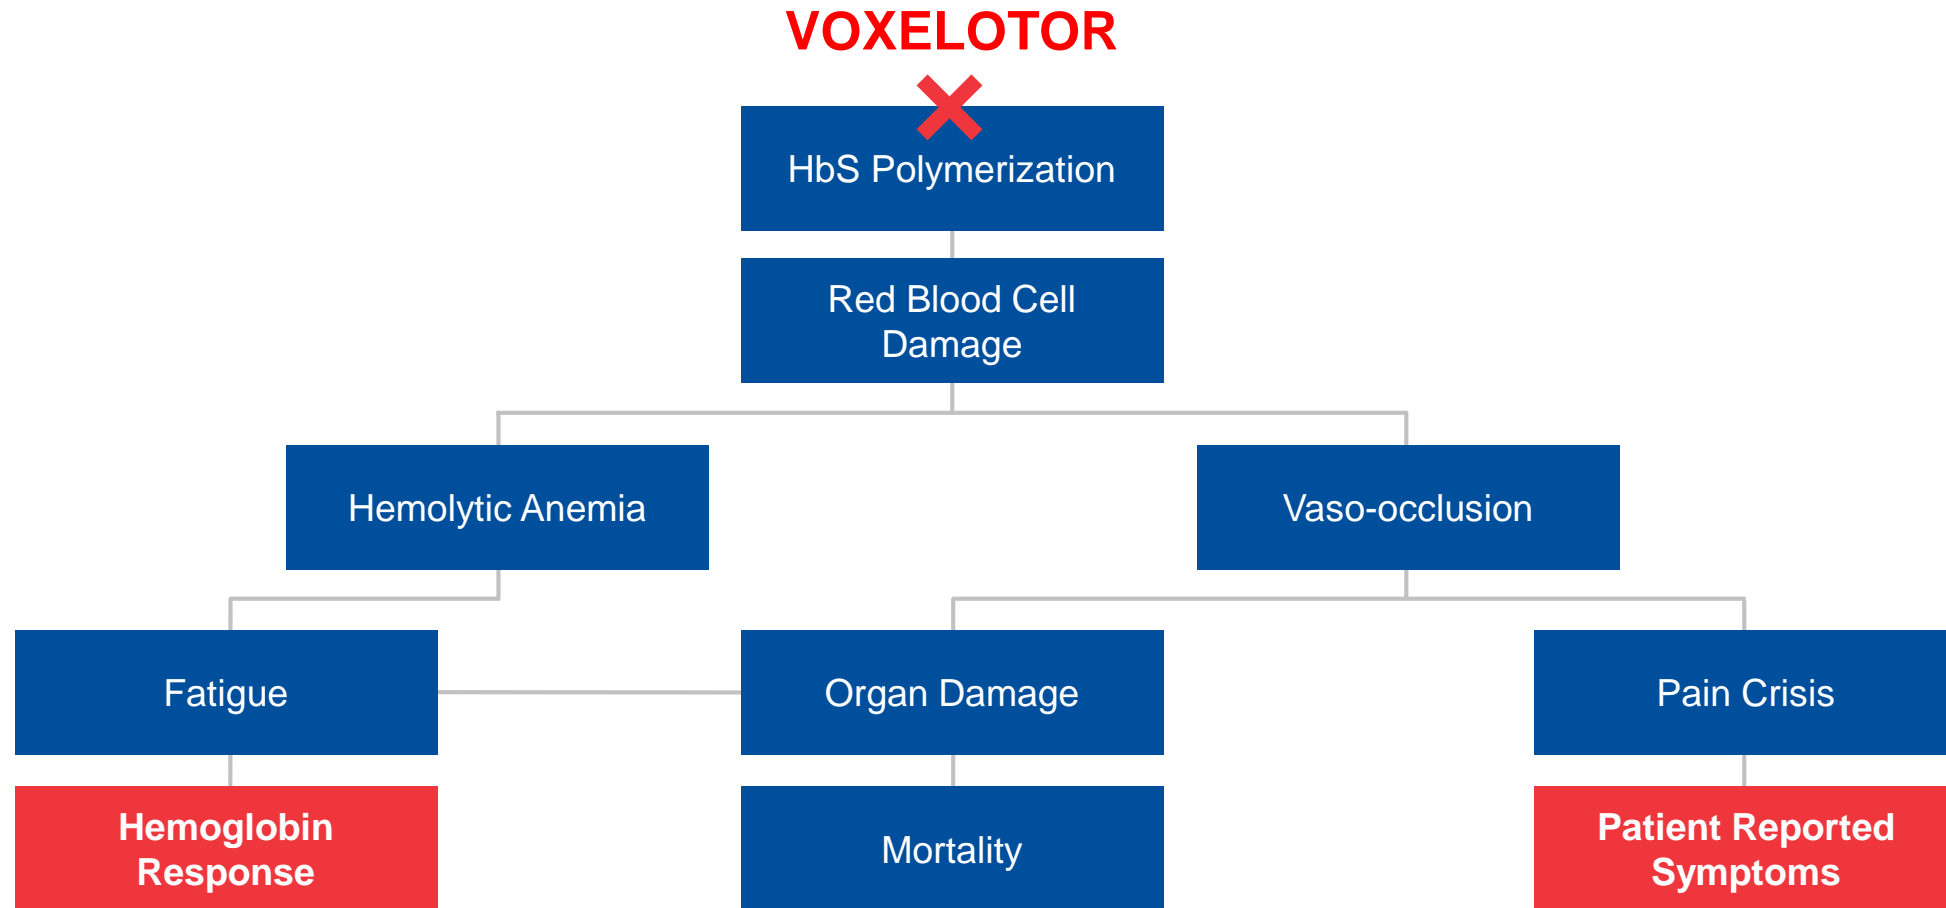 VOXELOTOR
HbS Polymerization
Red Blood Cell
Damage
Hemolytic Anemia
Vaso-occlusion
Fatigue
Organ Damage
Pain Crisis
Hemoglobin
Response
Mortality
Patient Reported
Symptoms